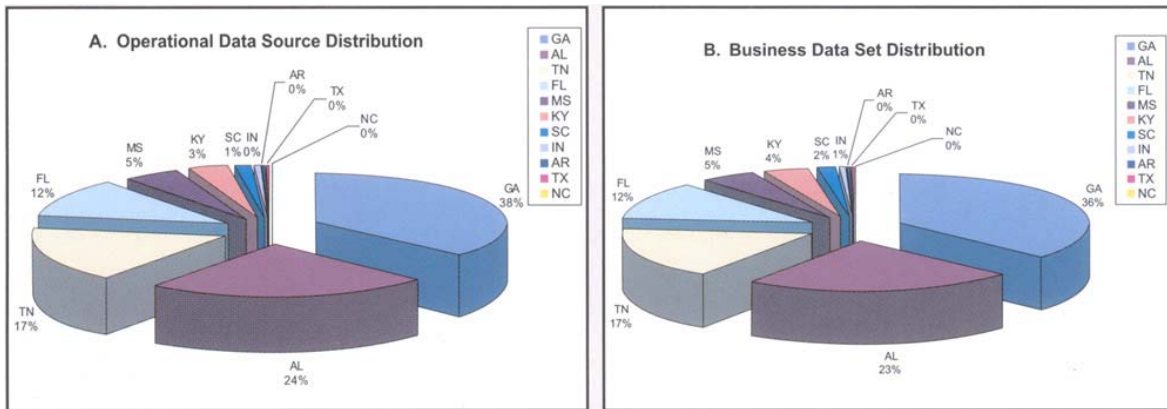 A. Operational Data Source Distribution
GA
AL
TN
FL
MS
KY
SC
IN
AR
TX
NC
AR
0%
TX
0%
NC
0%
SC IN
1% 0%
KY
3%
MS
5%
FL
12%
GA
38%
TN
17%
AL
24%
B. Business Data Set Distribution
GA
AL
TN
FL
MS
KY
SC
IN
AR
TX
NC
AR
0%
TX
0%
NC
0%
SC IN
2% 1%
KY
4%
MS
5%
FL
12%
GA
36%
TN
17%
AL
23%